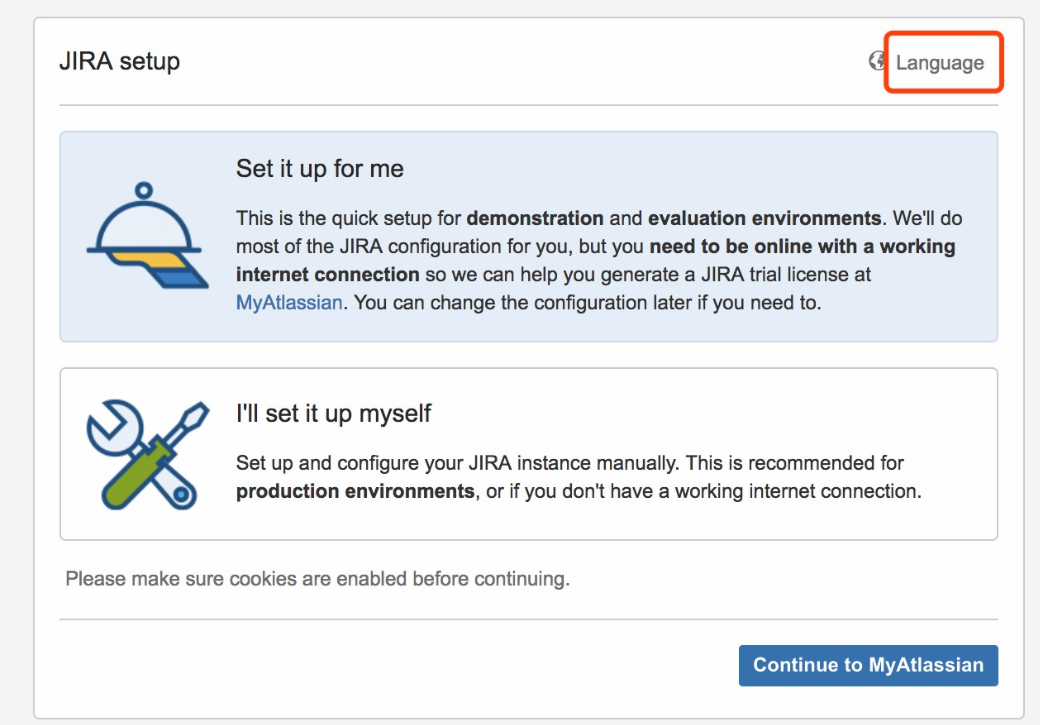 JIRA setup
Language
Set it up for me
This is the quick setup for demonstration and evaluation environments. We'll do
most of the JIRA configuration for you, but you need to be online with a working
internet connection so we can help you generate a JIRA trial license at
MyAtlassian. You can change the configuration later if you need to.
I'll set it up myself
Set up and configure your JIRA instance manually. This is recommended for
production environments, or if you don't have a working internet connection.
Please make sure cookies are enabled before continuing.
Continue to MyAtlassian